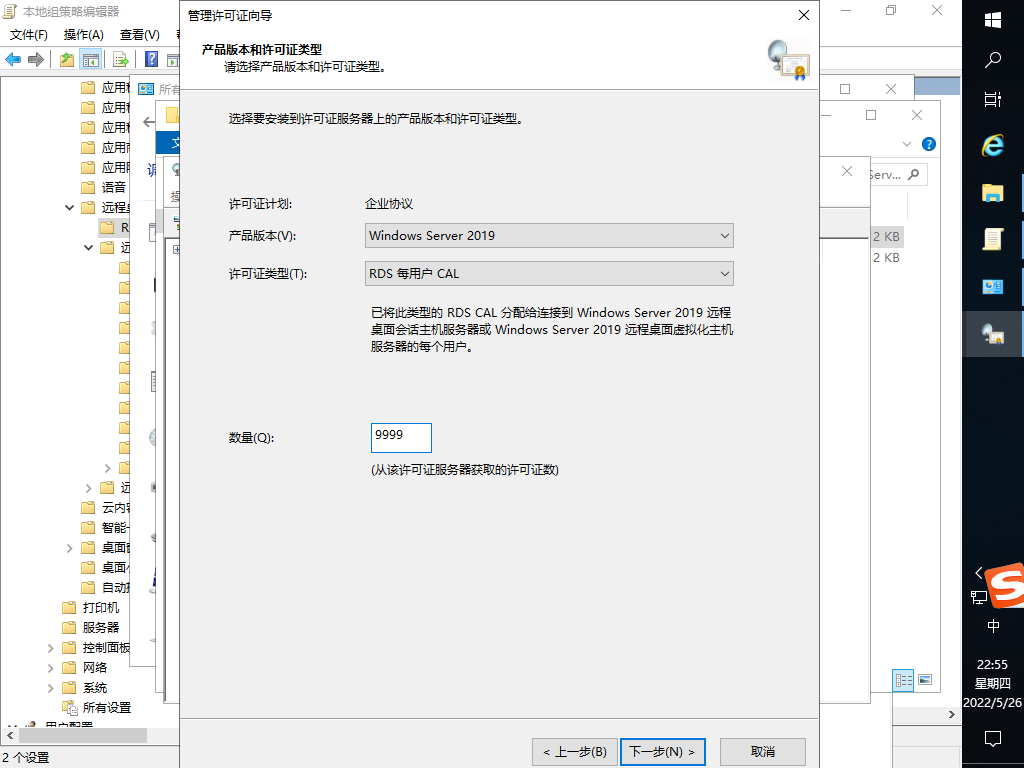 本地组策略编辑器
文件(F) 操作(A) 查看(V)
管理许可证向导
产品版本和许可证类型
请选择产品版本和许可证类型。
选择要安装到许可证服务器上的产品版本和许可证类型。
许可证计划: 企业协议
产品版本(V): Windows Server 2019
许可证类型(T): RDS 每用户 CAL
已将此类型的 RDS CAL 分配给连接到 Windows Server 2019 远程
桌面会话主机服务器或 Windows Server 2019 远程桌面虚拟化主机
服务器的每个用户。
数量(Q): 9999
(从该许可证服务器获取的许可证数)
< 上一步(B) 下一步(N) > 取消
应用
应用
应用
应用
应用
语音
远程
R
远
远
云内
智能
桌面
桌面
自动
打印机
服务器
控制面板
网络
系统
所有设置
用户配置
2 个设置
所有
Serv...
2 KB
2 KB
中
22:55
星期四
2022/5/26